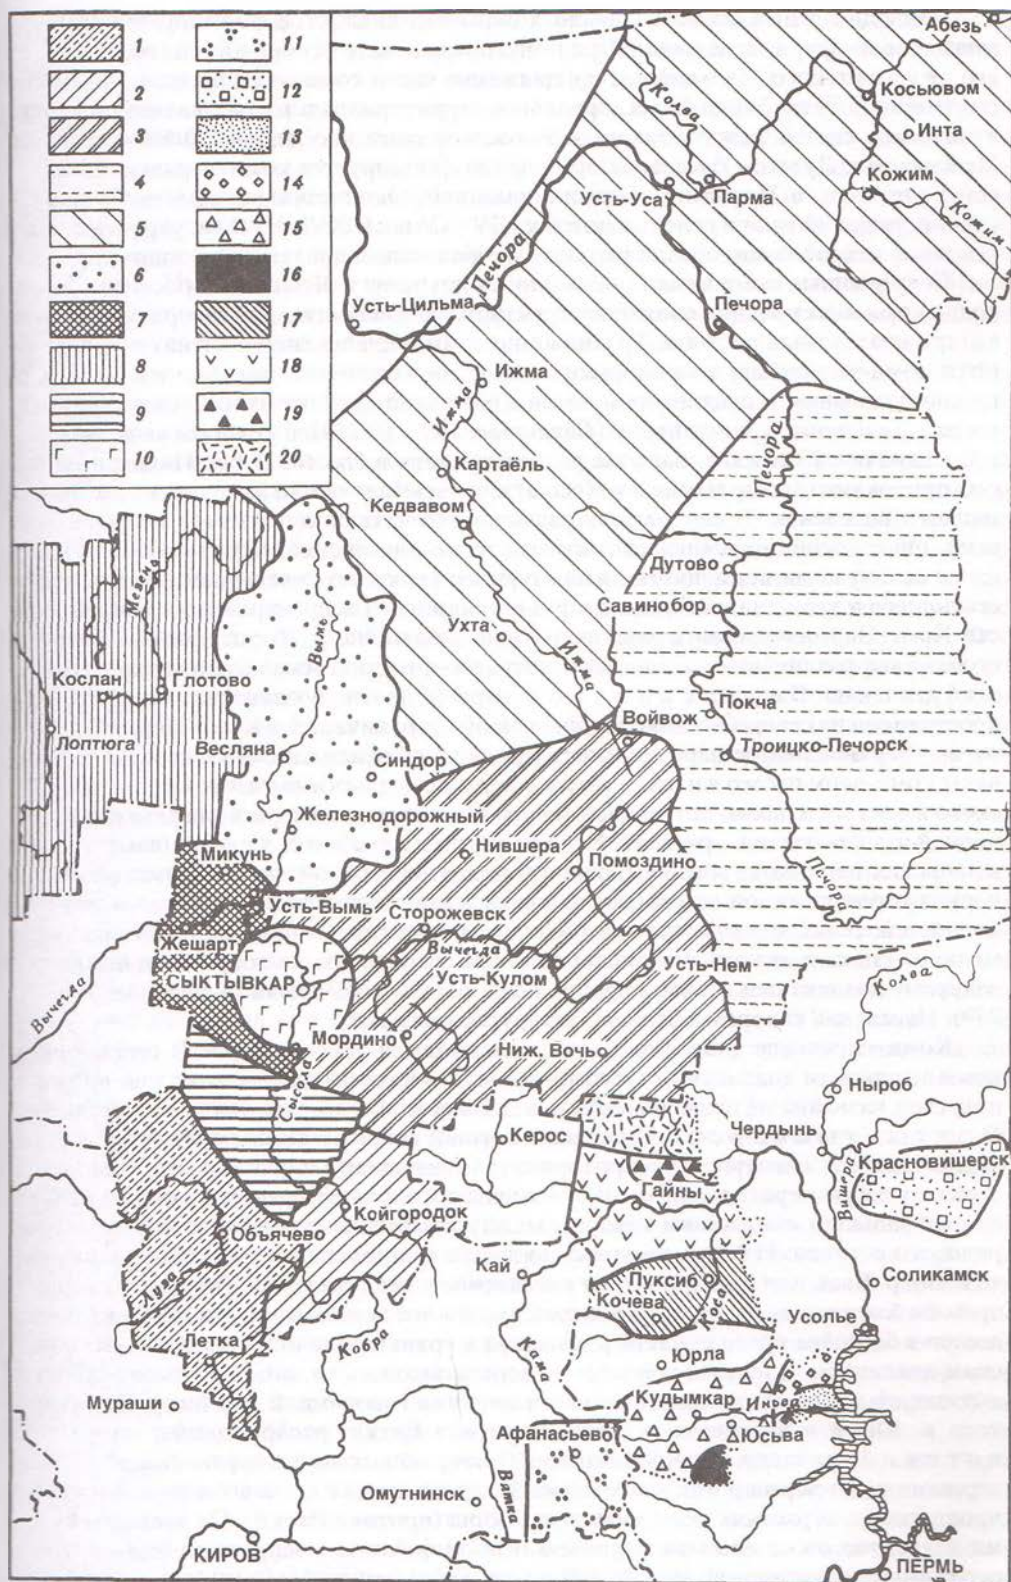 1
2
3
4
5
6
7
8
9
10
11
12
13
14
15
16
17
18
19
20
Абезь
Косьювом
Инта
Кожим
Кожим
Колва
Усть-Уса
Парма
Печора
Усть-Цильма
Печора
Ижма
Ижма
Картаёль
Кедвавом
Печора
Дутово
Савинобор
Мезень
Вымь
Ухта
Ижма
Кослан
Глотово
Лоптюга
Весляна
Синдор
Войвож
Покча
Троицко-Печорск
Железнодорожный
Нившера
Помоздино
Микунь
Печора
Усть-Вымь
Сторожевск
Жешарт
Вычегда
СЫКТЫВКАР
Усть-Кулом
Усть-Нем
Вычегда
Колва
Мордино
Ниж. Вочь
Сысола
Ныроб
Керос
Чердынь
Красновишерск
Вишера
Гайны
Койгородок
Объячево
Кай
Соликамск
Луза
Пуксиб
Кочева
Коса
Усолье
Летка
Кобра
Кама
Юрла
Мураши
Кудымкар
Иньва
Афанасьево
Юсьва
Вятка
Омутнинск
КИРОВ
ПЕРМЬ